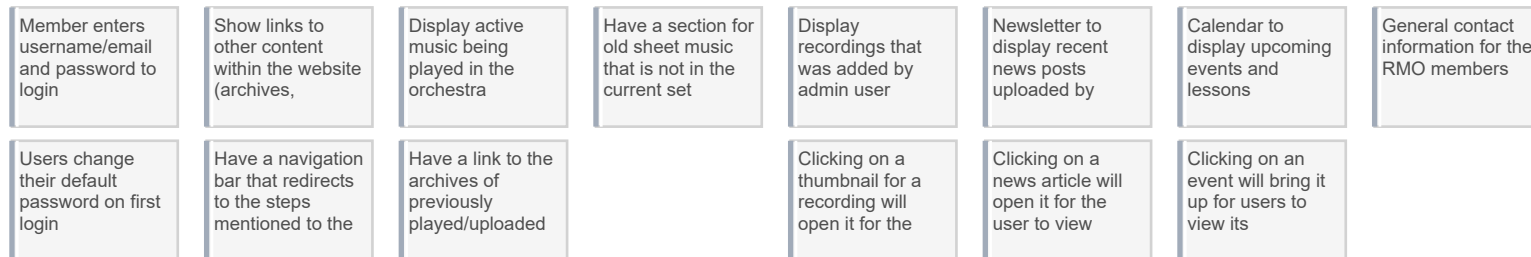 Member enters
username/email
and password to
login
Show links to
other content
within the website
(archives,
Display active
music being
played in the
orchestra
Have a section for
old sheet music
that is not in the
current set
Display
recordings that
was added by
admin user
Newsletter to
display recent
news posts
uploaded by
Calendar to
display upcoming
events and
lessons
General contact
information for the
RMO members
Users change
their default
password on first
login
Have a navigation
bar that redirects
to the steps
mentioned to the
Have a link to the
archives of
previously
played/uploaded
Clicking on a
thumbnail for a
recording will
open it for the
Clicking on a
news article will
open it for the
user to view
Clicking on an
event will bring it
up for users to
view its